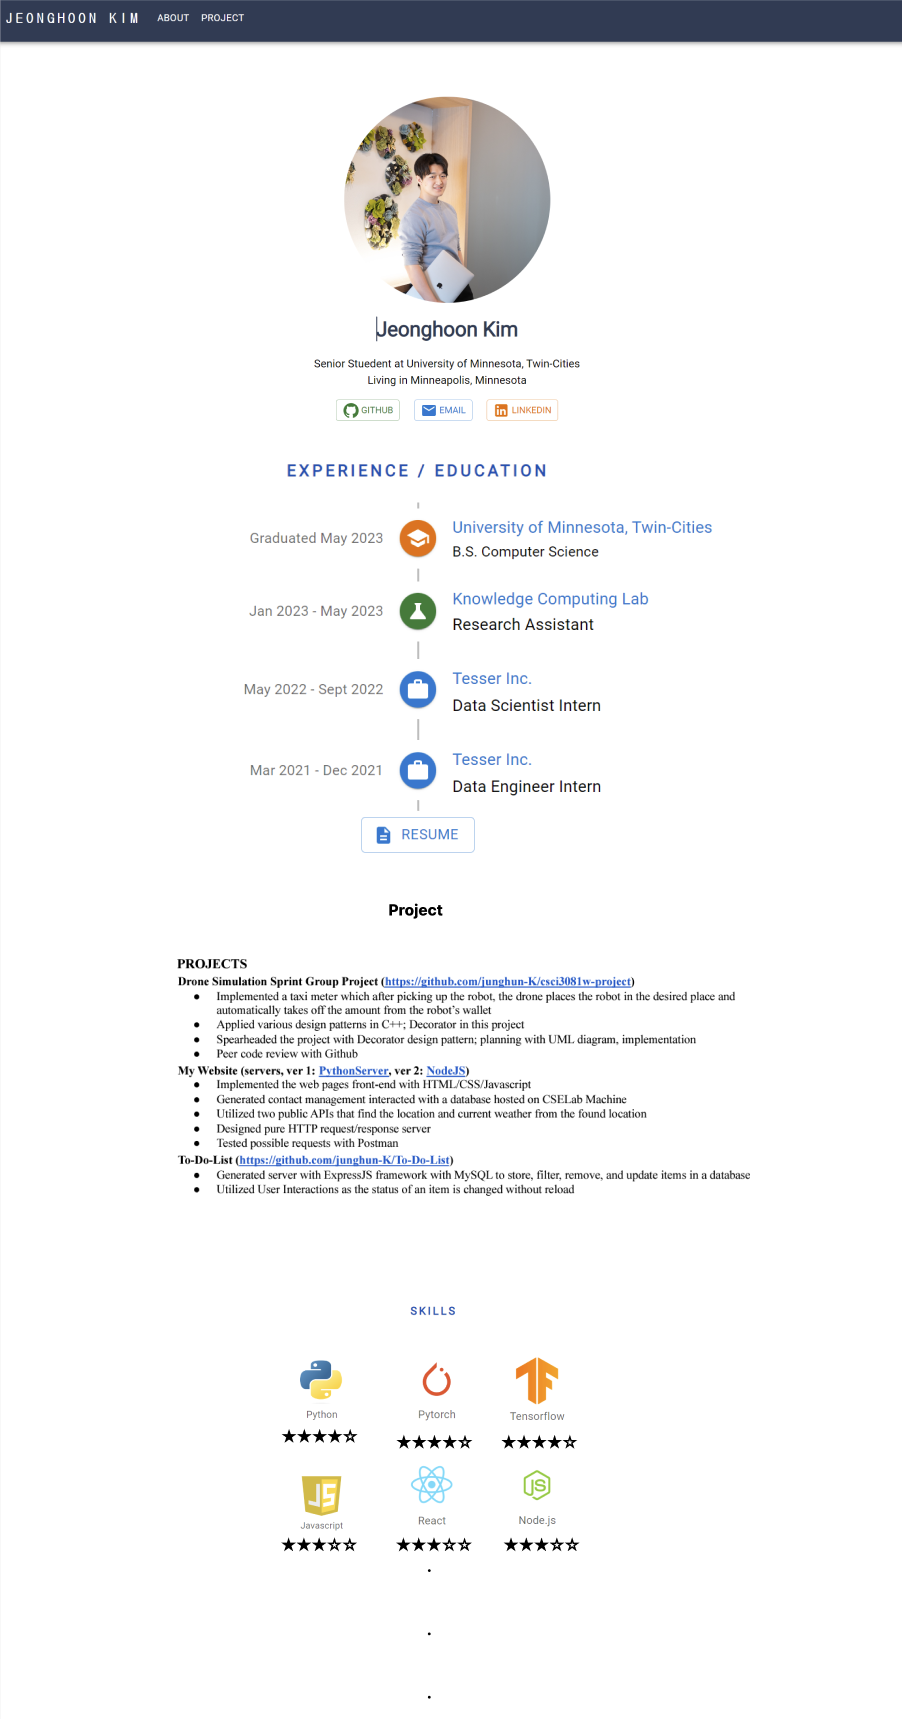 JEONGHOON KIM ABOUT PROJECT
Jeonghoon Kim
Senior Stuedent at University of Minnesota, Twin-Cities
Living in Minneapolis, Minnesota
GITHUB EMAIL LINKEDIN
EXPERIENCE / EDUCATION
Graduated May 2023
University of Minnesota, Twin-Cities
B.S. Computer Science
Jan 2023 - May 2023
Knowledge Computing Lab
Research Assistant
May 2022 - Sept 2022
Tesser Inc.
Data Scientist Intern
Mar 2021 - Dec 2021
Tesser Inc.
Data Engineer Intern
RESUME
Project
PROJECTS
Drone Simulation Sprint Group Project (https://github.com/junghun-K/csci3081w-project)
● Implemented a taxi meter which after picking up the robot, the drone places the robot in the desired place and
automatically takes off the amount from the robot's wallet
● Applied various design patterns in C++; Decorator in this project
● Spearheaded the project with Decorator design pattern; planning with UML diagram, implementation
● Peer code review with Github
My Website (servers, ver 1: PythonServer, ver 2: NodeJS)
● Implemented the web pages front-end with HTML/CSS/Javascript
● Generated contact management interacted with a database hosted on CSELab Machine
● Utilized two public APIs that find the location and current weather from the found location
● Designed pure HTTP request/response server
● Tested possible requests with Postman
To-Do-List (https://github.com/junghun-K/To-Do-List)
● Generated server with ExpressJS framework with MySQL to store, filter, remove, and update items in a database
● Utilized User Interactions as the status of an item is changed without reload
SKILLS
Python Pytorch Tensorflow
★★★★☆ ★★★★☆ ★★★★☆
JS JS
Javascript React Node.js
★★★☆☆ ★★★☆☆ ★★★☆☆
.
.
.